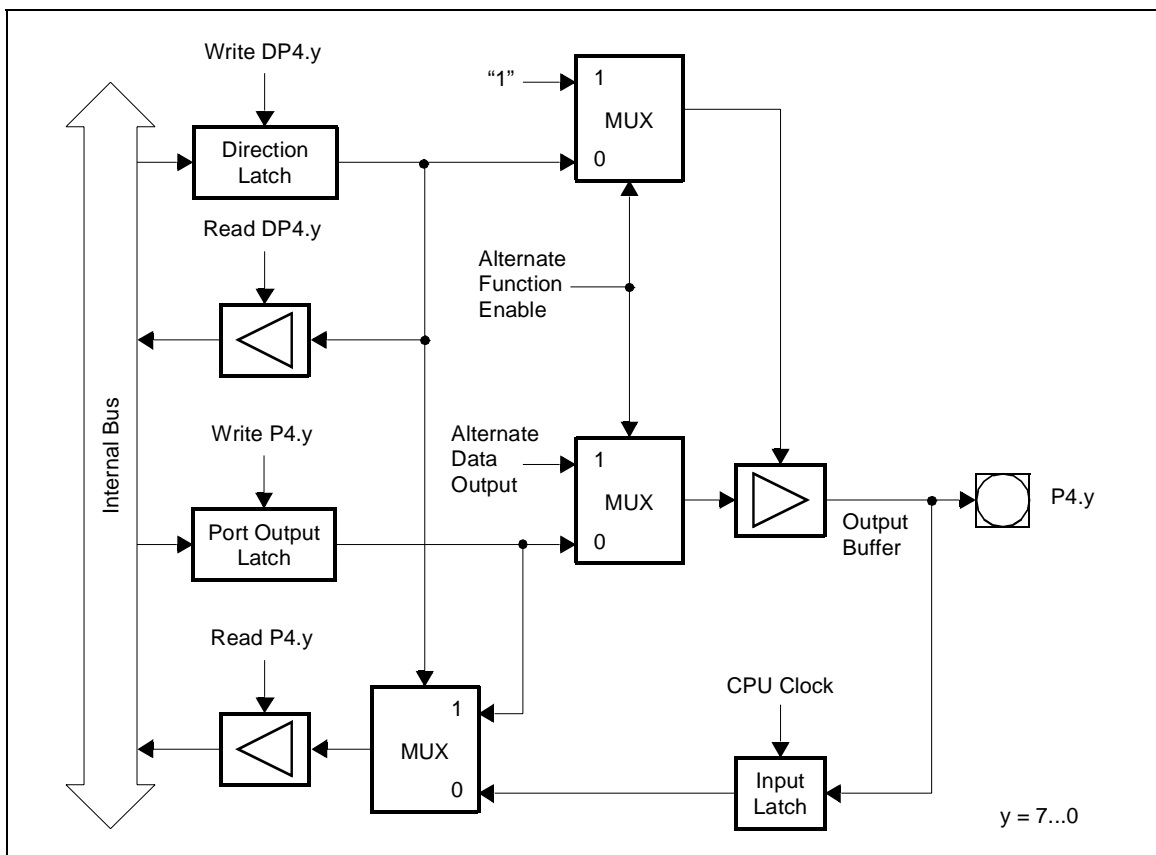 Write DP4.y
"1"
1
MUX
0
Direction
Latch
Read DP4.y
Alternate
Function
Enable
Internal Bus
Write P4.y
Alternate
Data
Output
1
MUX
0
P4.y
Port Output
Latch
Output
Buffer
Read P4.y
CPU Clock
1
MUX
0
Input
Latch
y = 7...0